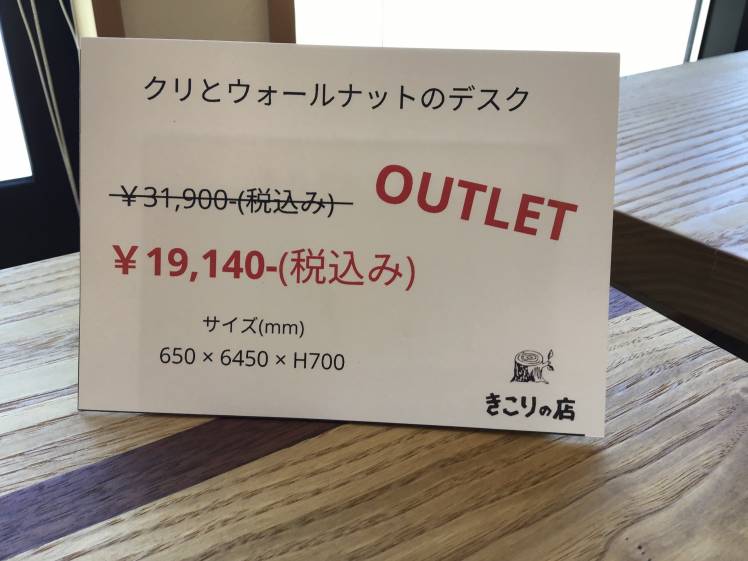 クリとウォールナットのデスク
￥31,900-(税込み)
OUTLET
￥19,140-(税込み)
サイズ(mm)
650 × 6450 × H700
きこりの店